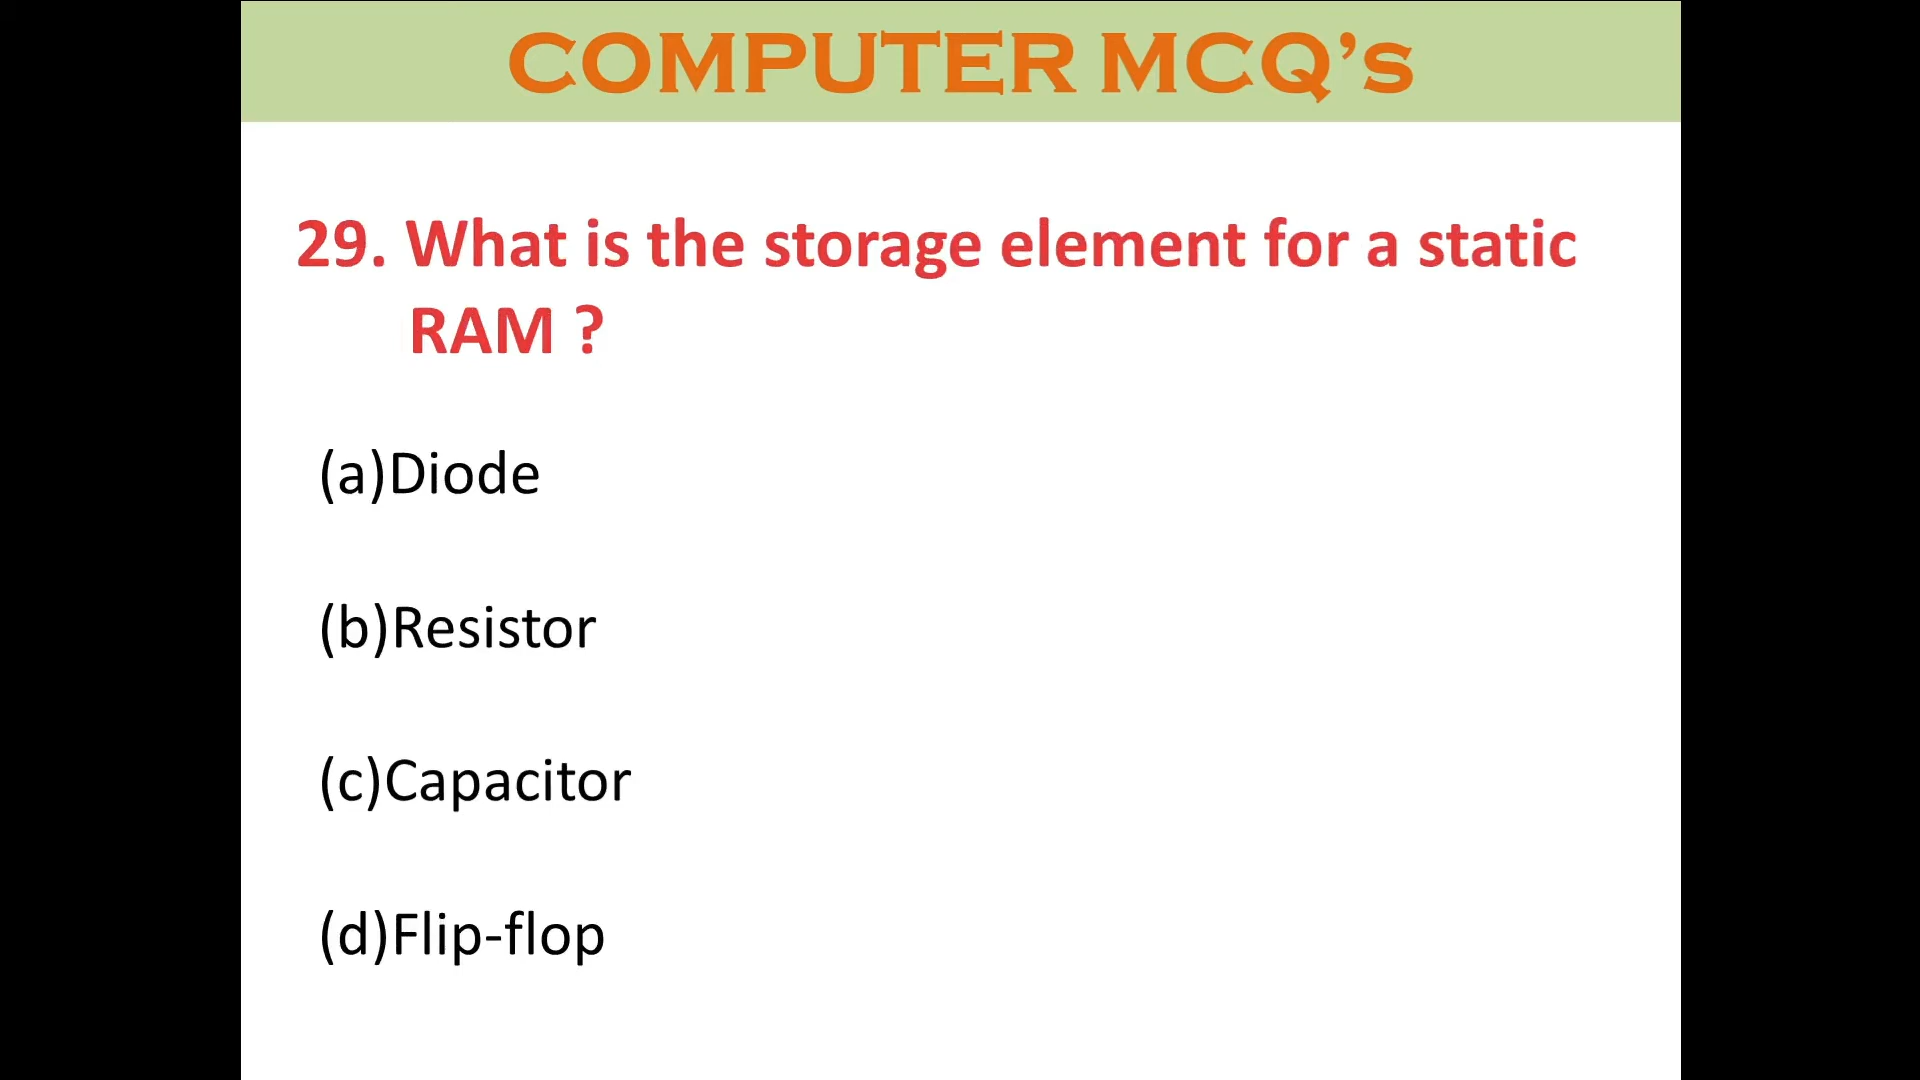 COMPUTER MCQ’s
29. What is the storage element for a static
RAM ?
(a)Diode
(b)Resistor
(c)Capacitor
(d)Flip-flop